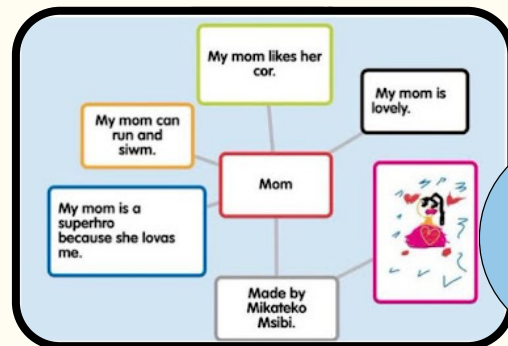 My mom likes her
cor.
My mom is
lovely.
My mom can
run and
siwm.
Mom
My mom is a
superhro
because she lovas
me.
Made by
Mikateko
Msibi.